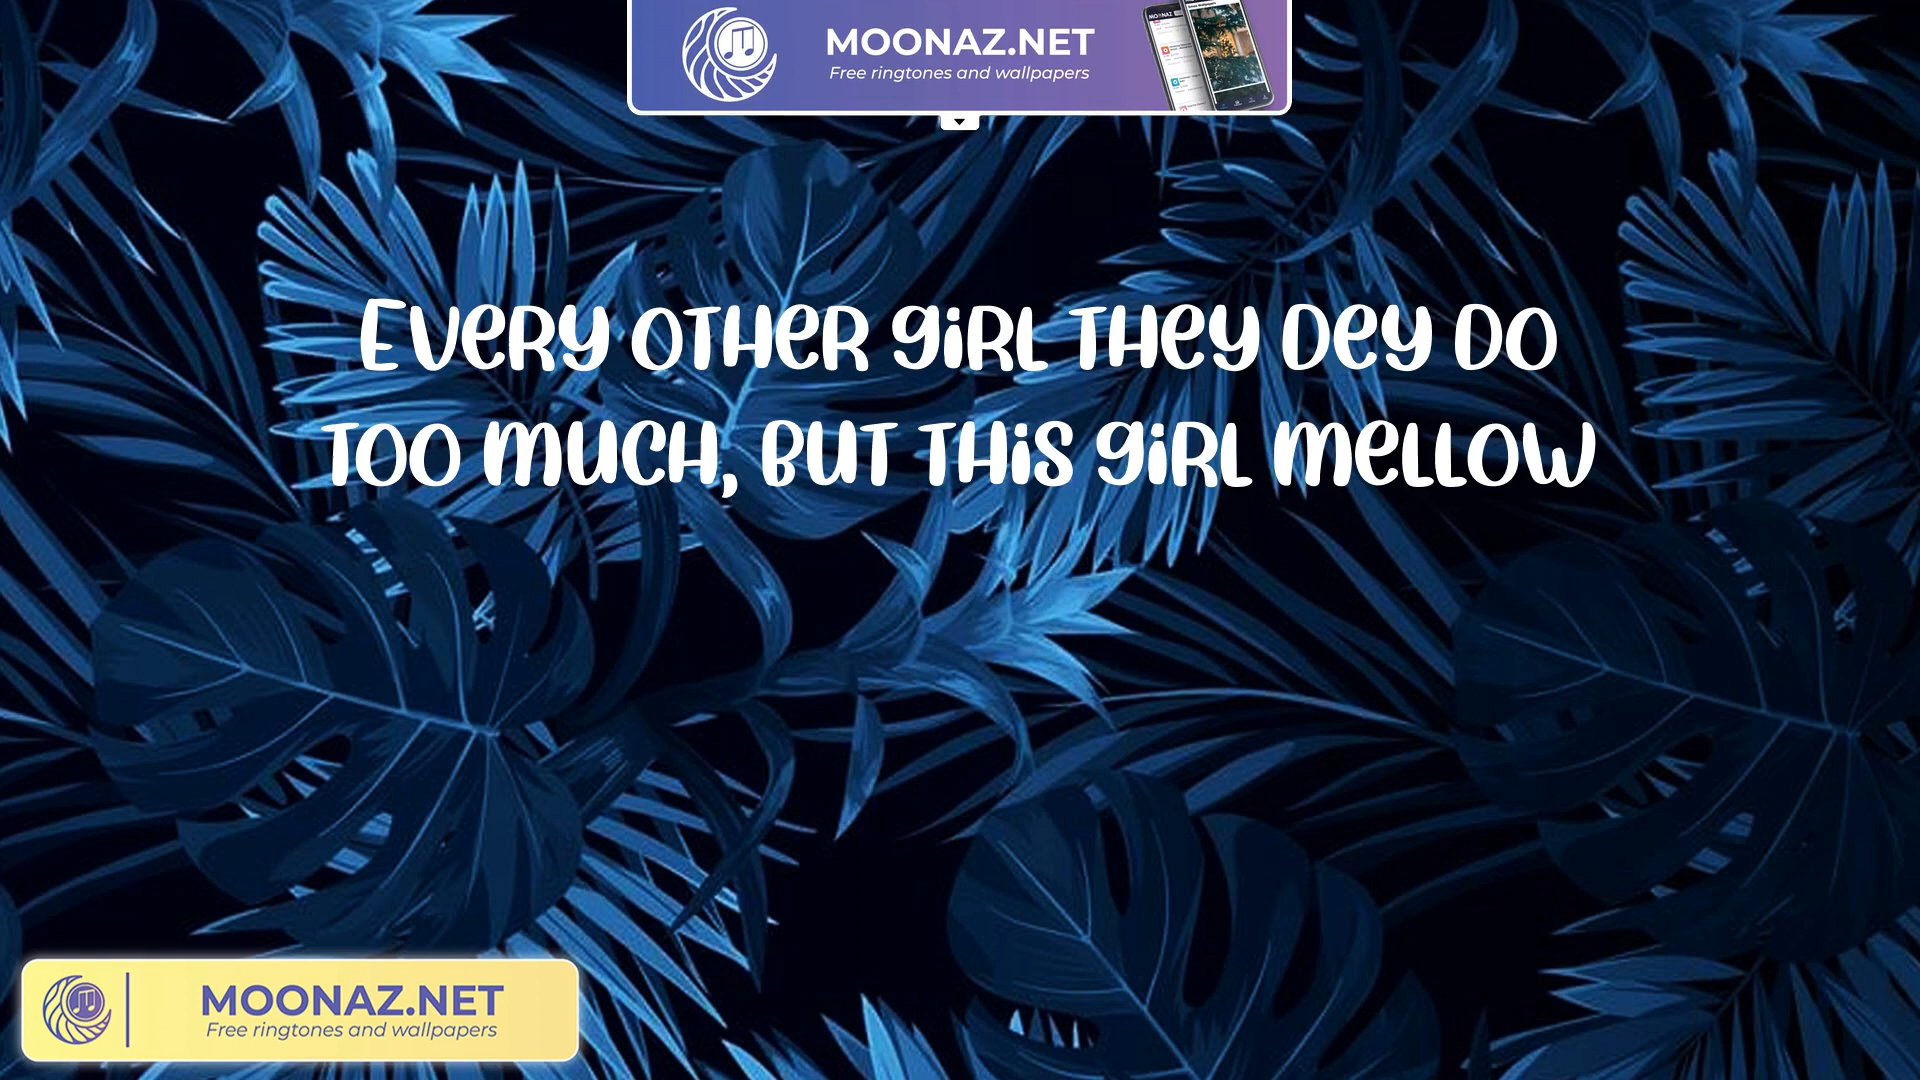 MOONAZ.NET
Free ringtones and wallpapers
Every other girl they dey do
too much, but this girl mellow
MOONAZ.NET
Free ringtones and wallpapers